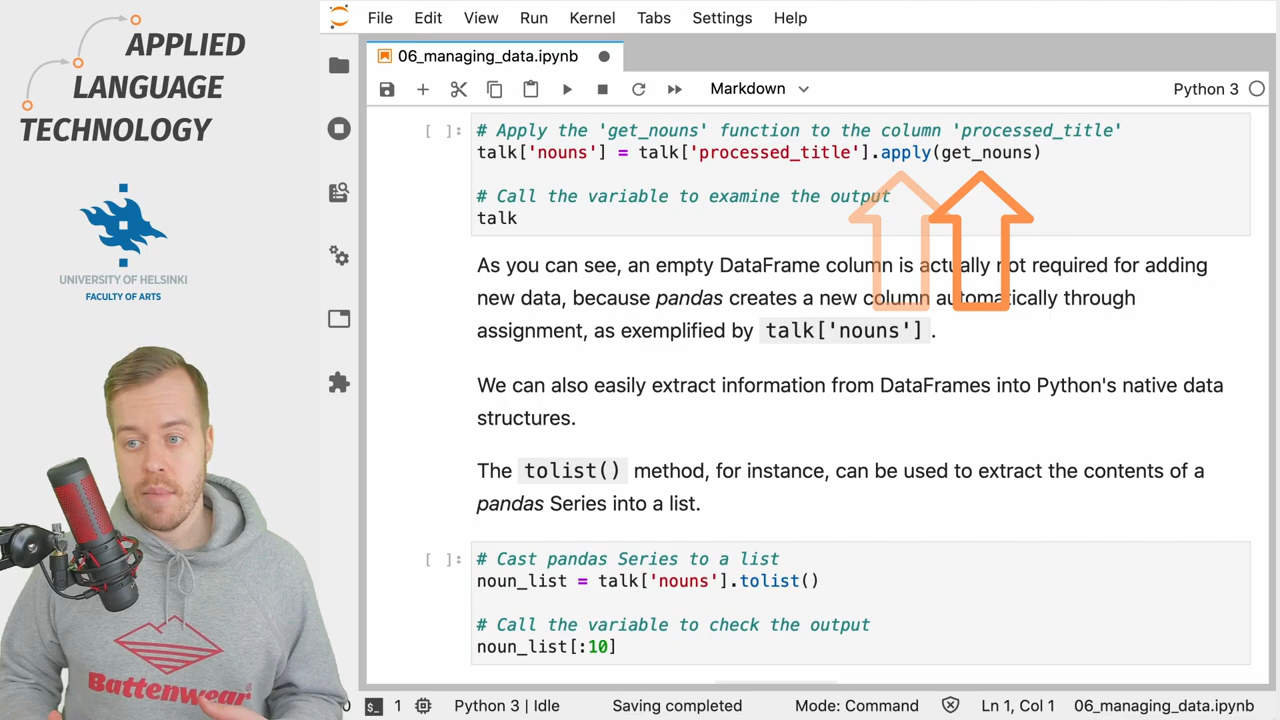 APPLIED
LANGUAGE
TECHNOLOGY
UNIVERSITY OF HELSINKI
FACULTY OF ARTS
Battenwear
File Edit View Run Kernel Tabs Settings Help
06_managing_data.ipynb
Markdown
Python 3
[ ]:
# Apply the 'get_nouns' function to the column 'processed_title'
talk['nouns'] = talk['processed_title'].apply(get_nouns)
# Call the variable to examine the output
talk
As you can see, an empty DataFrame column is actually not required for adding
new data, because pandas creates a new column automatically through
assignment, as exemplified by talk['nouns'].
We can also easily extract information from DataFrames into Python's native data
structures.
The tolist() method, for instance, can be used to extract the contents of a
pandas Series into a list.
[ ]:
# Cast pandas Series to a list
noun_list = talk['nouns'].tolist()
# Call the variable to check the output
noun_list[:10]
0 1 Python 3 | Idle Saving completed Mode: Command Ln 1, Col 1 06_managing_data.ipynb